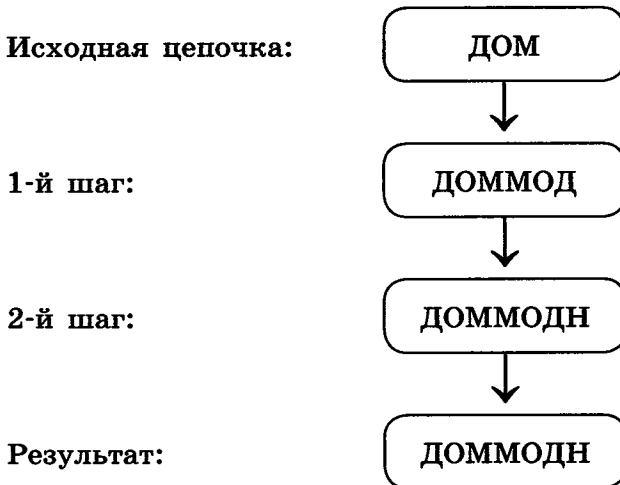 Исходная цепочка: ДОМ
1-й шаг: ДОММОД
2-й шаг: ДОММОДН
Результат: ДОММОДН